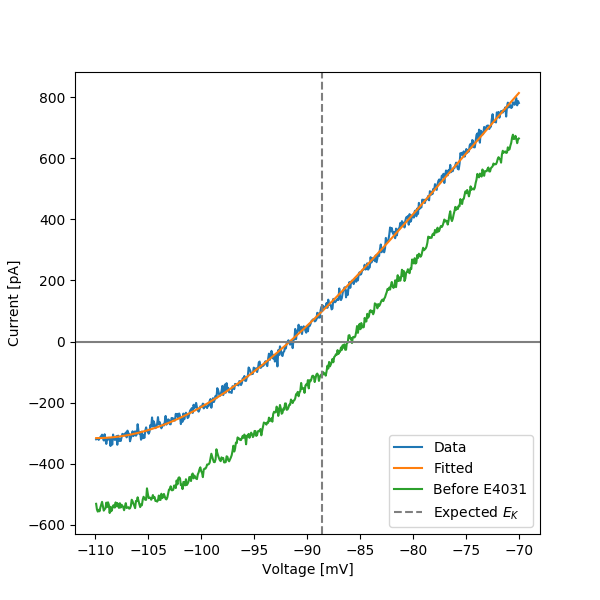 800
600
400
200
0
−200
−400
−600
Current [pA]
Data
Fitted
Before E4031
Expected E_K
−110 −105 −100 −95 −90 −85 −80 −75 −70
Voltage [mV]